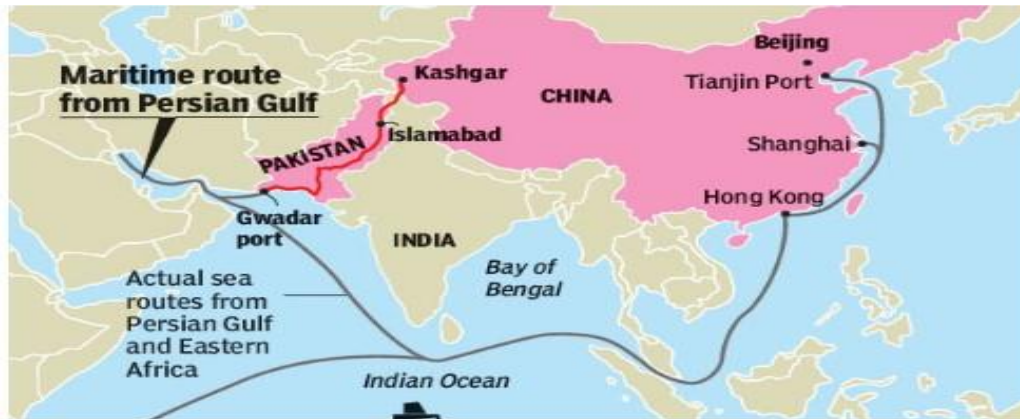 Maritime route
from Persian Gulf
Kashgar
Islamabad
PAKISTAN
Gwadar
port
CHINA
Beijing
Tianjin Port
Shanghai
Hong Kong
INDIA
Bay of
Bengal
Actual sea
routes from
Persian Gulf
and Eastern
Africa
Indian Ocean